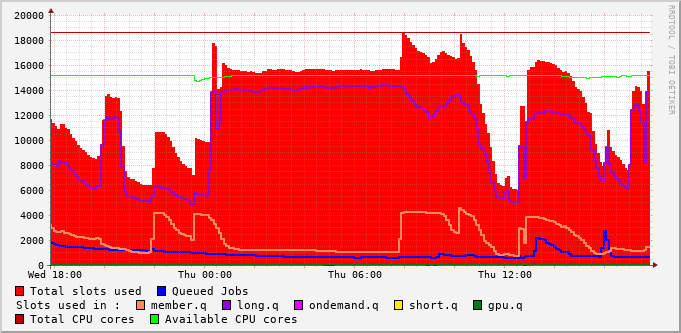 20000
18000
16000
14000
12000
10000
8000
6000
4000
2000
0
Wed 18:00 Thu 00:00 Thu 06:00 Thu 12:00
Total slots used Queued Jobs
Slots used in : member.q long.q ondemand.q short.q gpu.q
Total CPU cores Available CPU cores
RRDTOOL / TOBI OETIKER